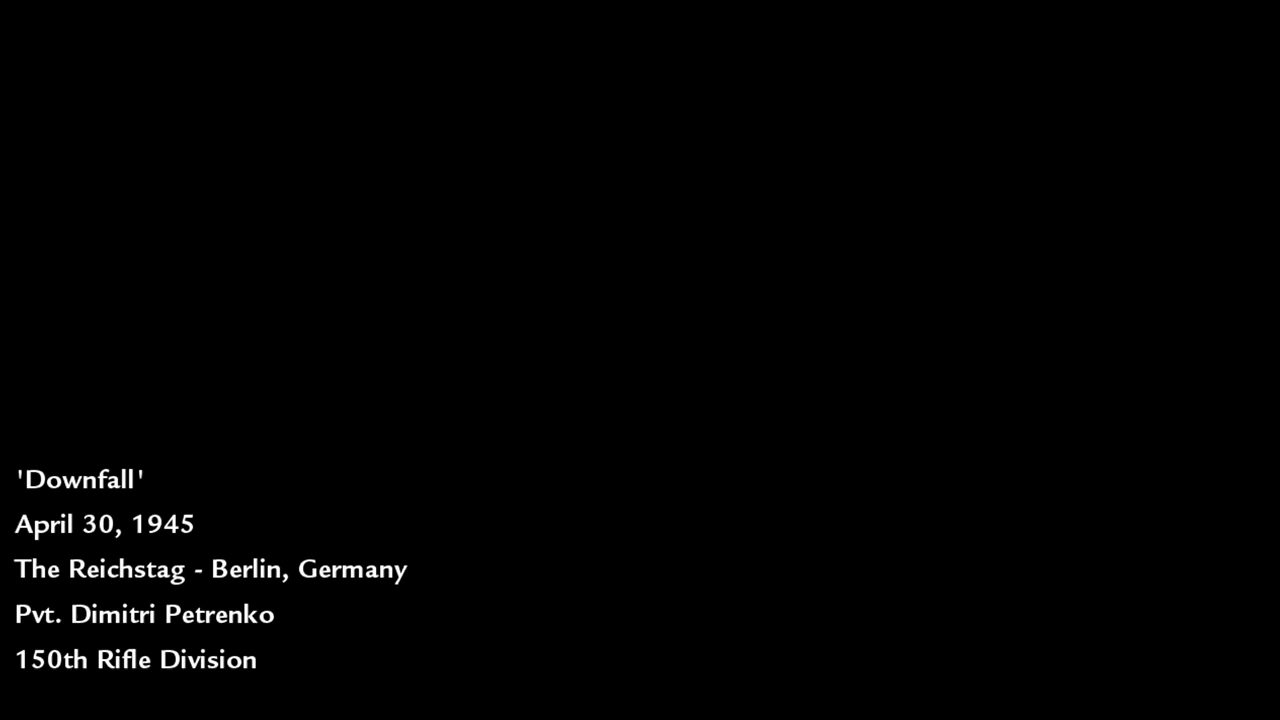 'Downfall'
April 30, 1945
The Reichstag - Berlin, Germany
Pvt. Dimitri Petrenko
150th Rifle Division